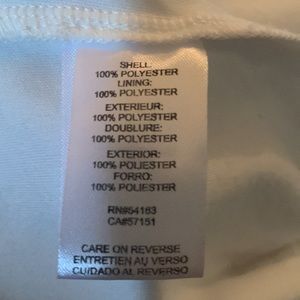 SHELL:
100% POLYESTER
LINING:
100% POLYESTER
EXTERIEUR:
100% POLYESTER
DOUBLURE:
100% POLYESTER
EXTERIOR:
100% POLIESTER
FORRO:
100% POLIESTER
RN#54163
CA#57151
CARE ON REVERSE
ENTRETIEN AU VERSO
CUIDADO AL REVERSO